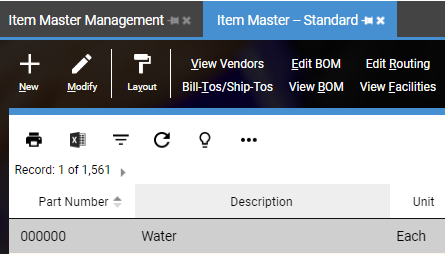 Item Master Management Item Master – Standard
View Vendors Edit BOM Edit Routing
New Modify Layout Bill-Tos/Ship-Tos View BOM View Facilities
Record: 1 of 1,561
Part Number Description Unit
000000 Water Each